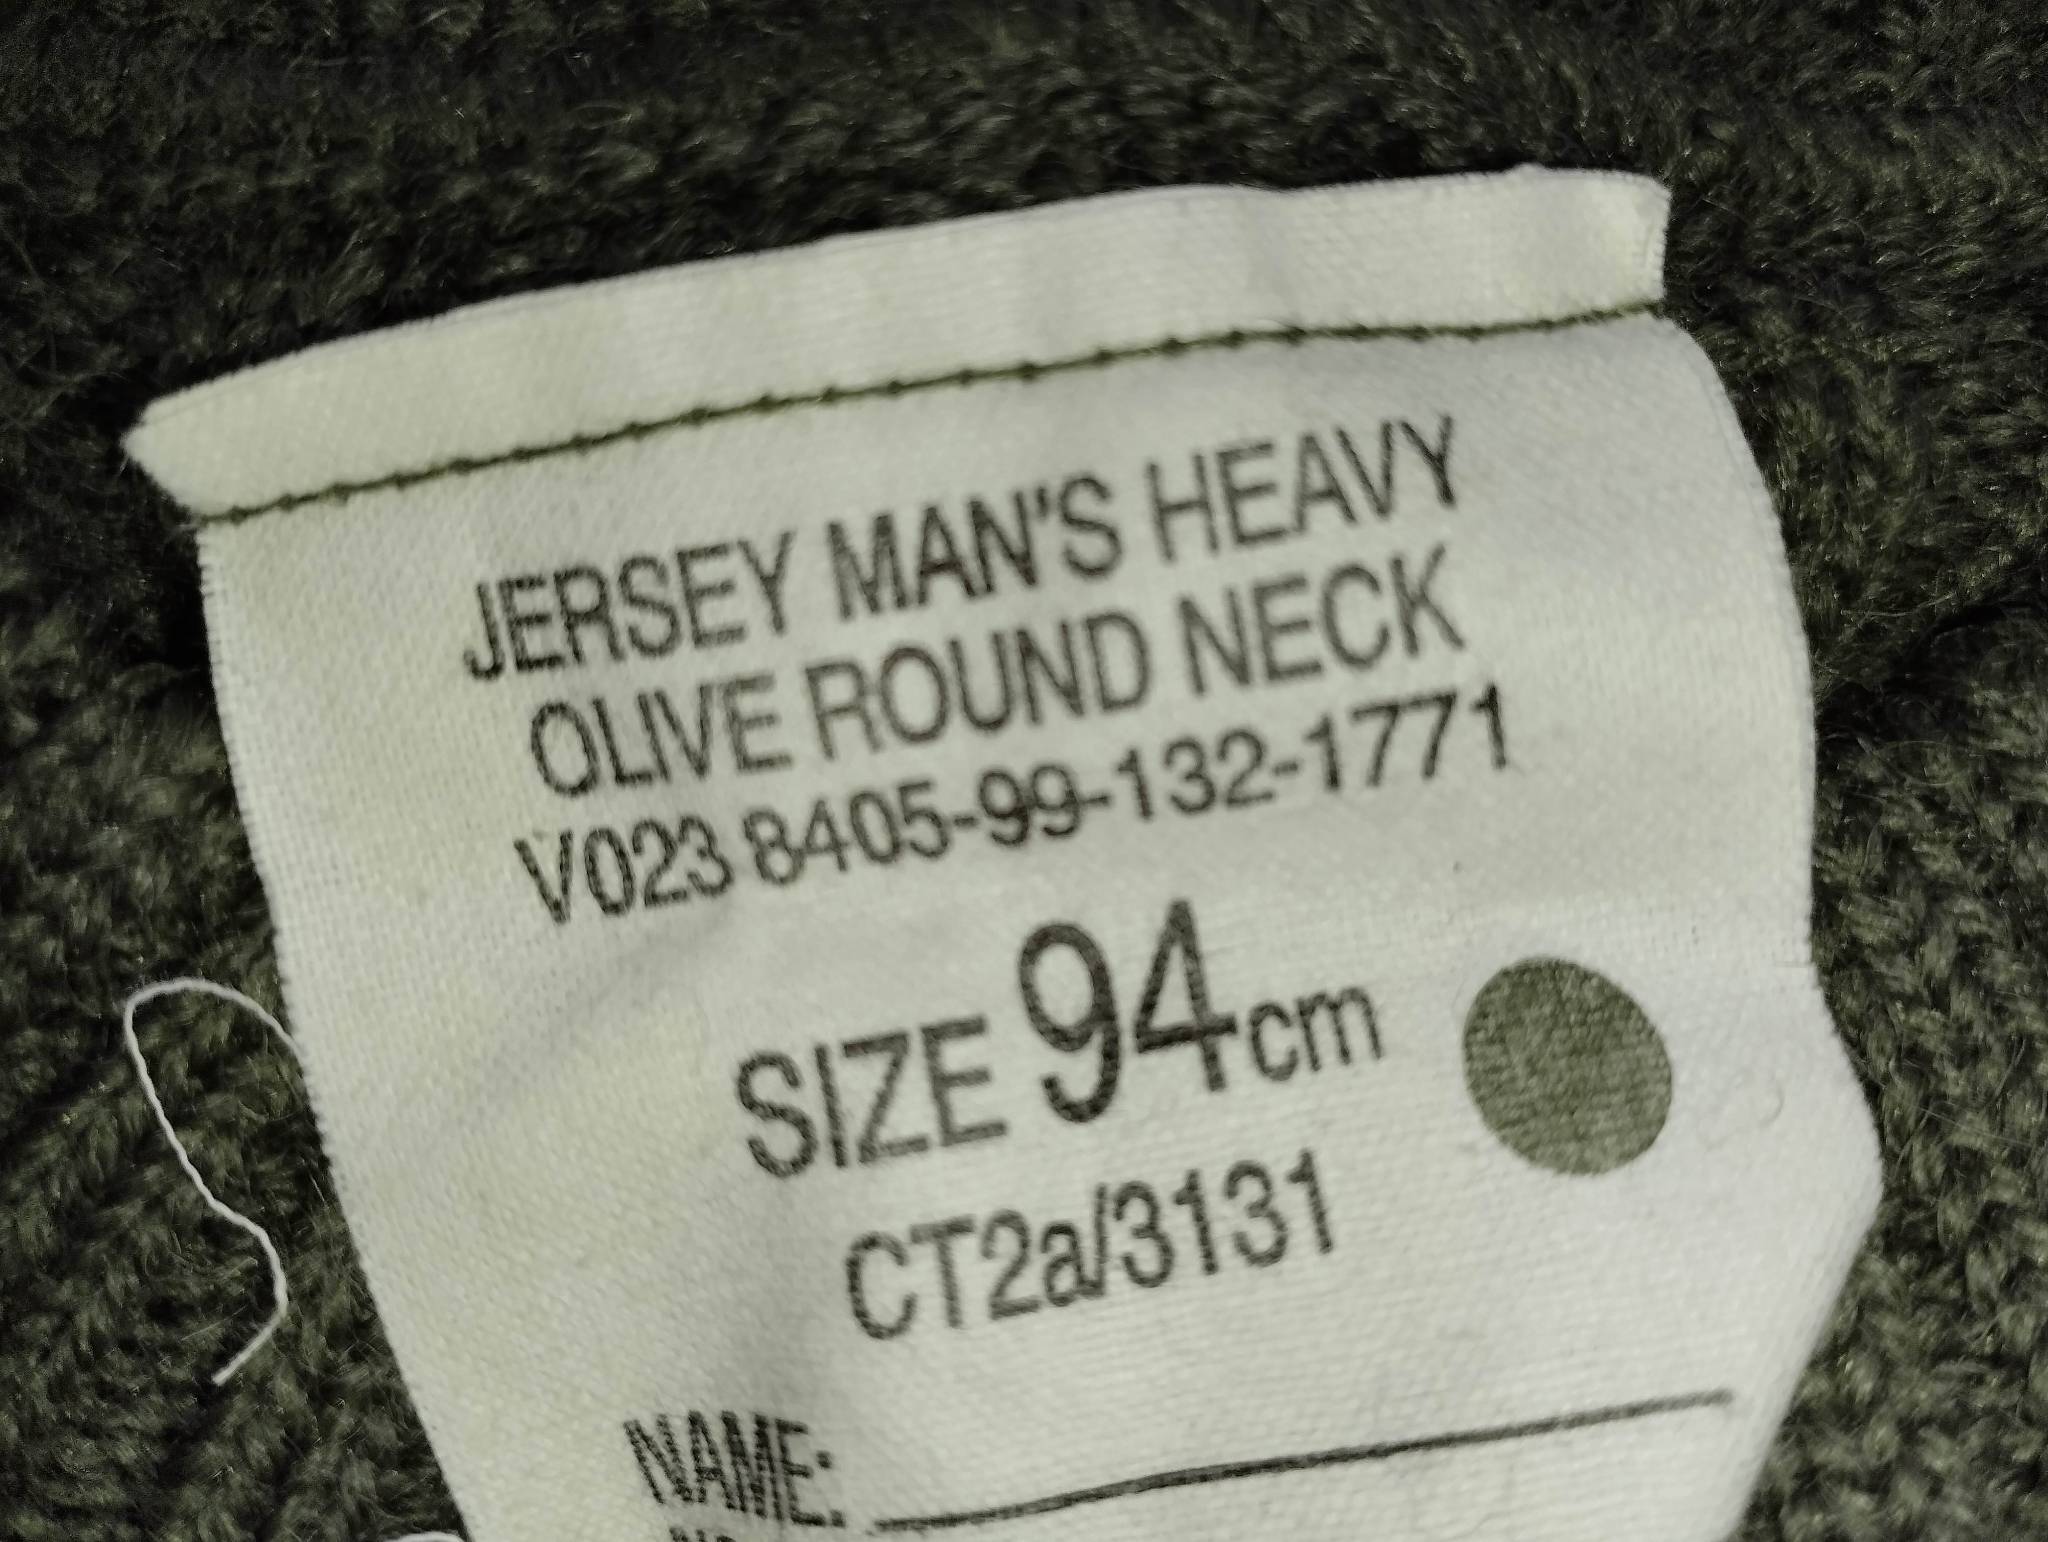 JERSEY MAN'S HEAVY
OLIVE ROUND NECK
V023 8405-99-132-1771
SIZE 94cm
CT2a/3131
NAME: